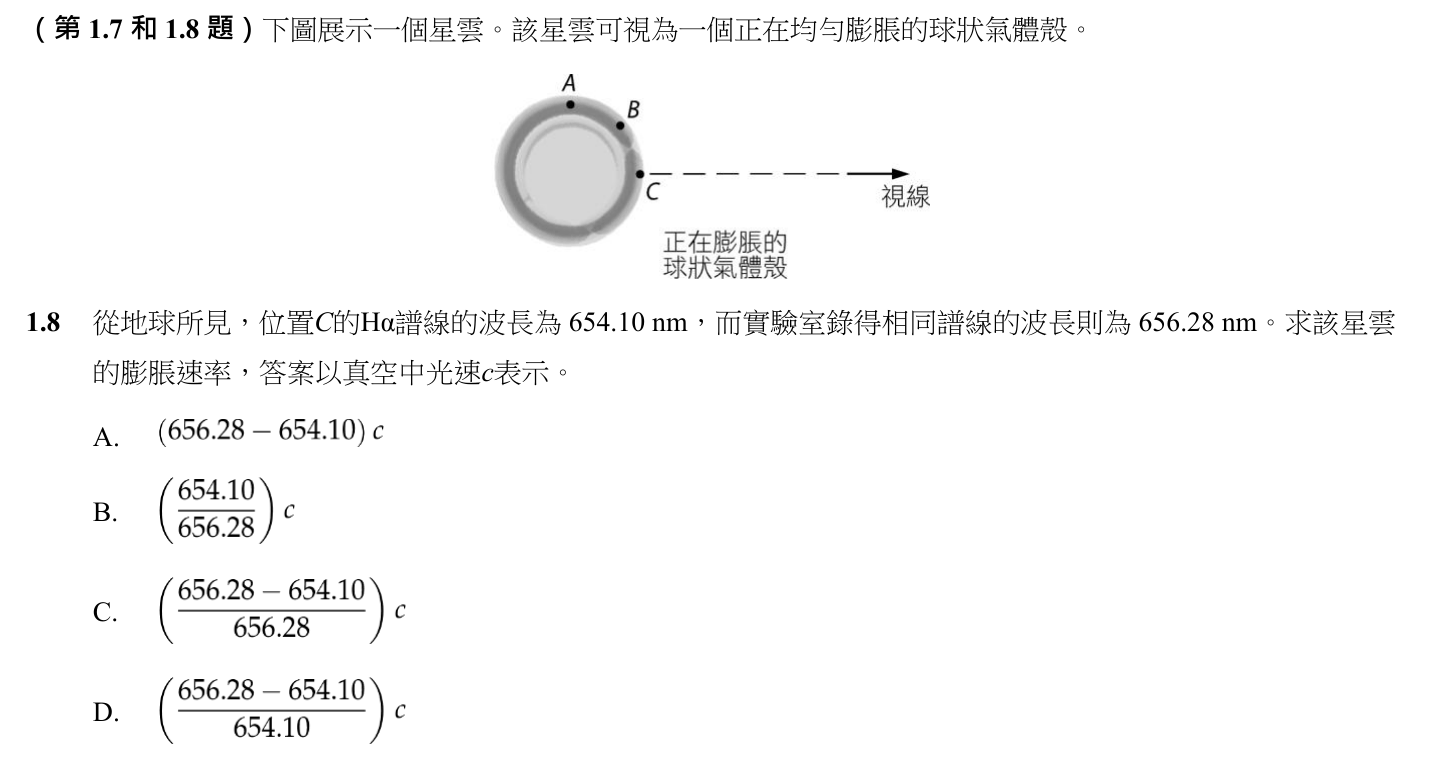 （第 1.7 和 1.8 題）下圖展示一個星雲。該星雲可視為一個正在均勻膨脹的球狀氣體殼。
A
B
C
視線
正在膨脹的
球狀氣體殼
1.8 從地球所見，位置C的Hα譜線的波長為 654.10 nm，而實驗室錄得相同譜線的波長則為 656.28 nm。求該星雲
的膨脹速率，答案以真空中光速c表示。
A. (656.28 − 654.10) c
B. (654.10/656.28) c
C. ((656.28 − 654.10)/656.28) c
D. ((656.28 − 654.10)/654.10) c